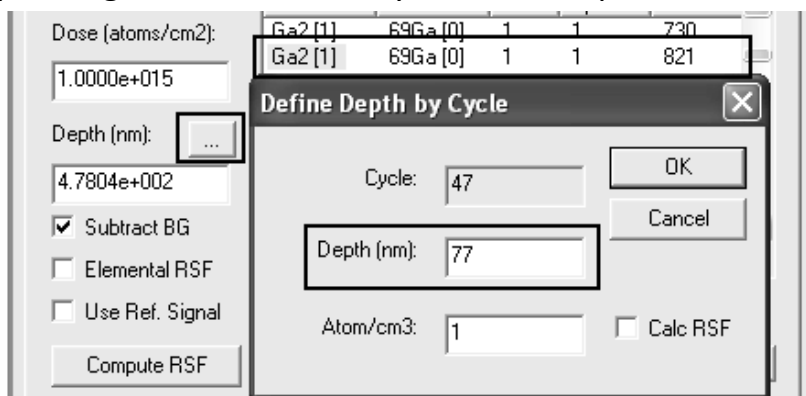 Dose (atoms/cm2):
1.0000e+015
Depth (nm): ...
4.7804e+002
Subtract BG
Elemental RSF
Use Ref. Signal
Compute RSF
Ga2 [1] 69Ga [0] 1 1 730
Ga2 [1] 69Ga [0] 1 1 821
Define Depth by Cycle
Cycle: 47
OK
Cancel
Depth (nm): 77
Atom/cm3: 1
Calc RSF